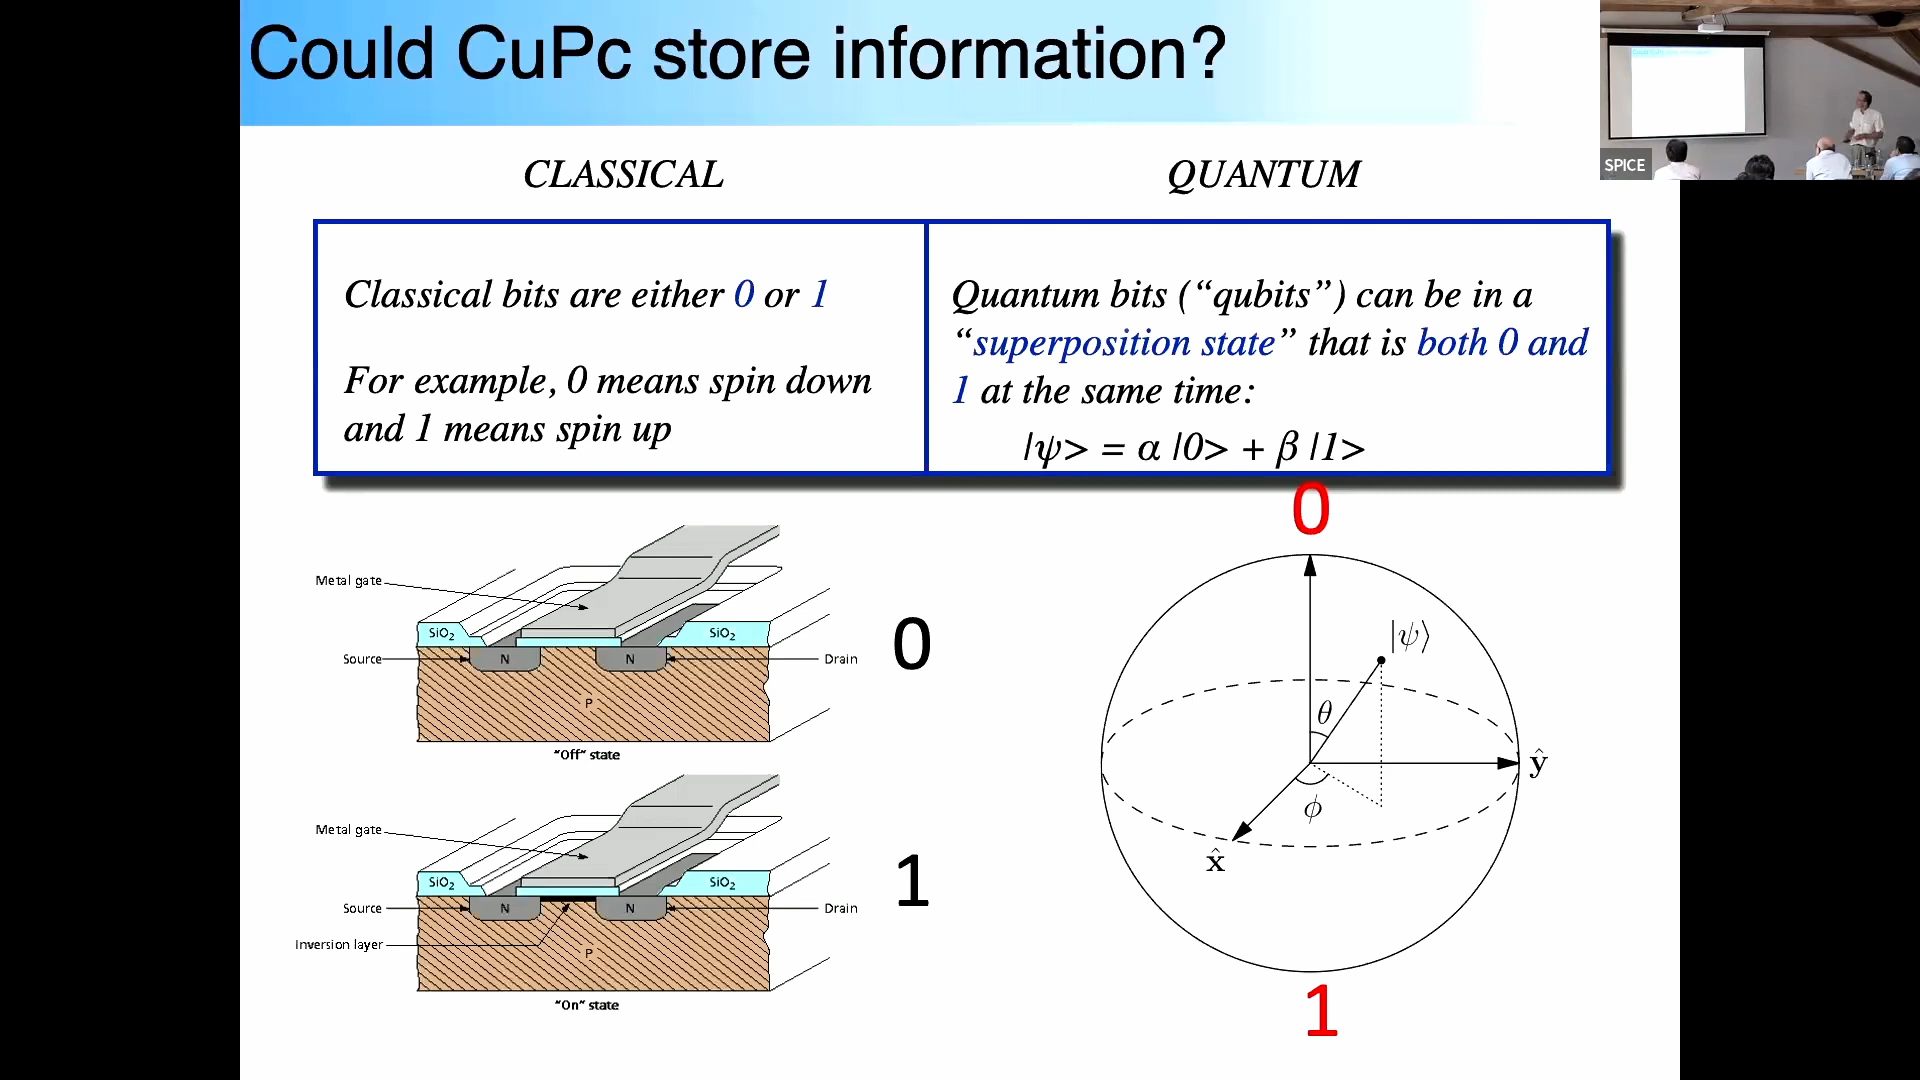 Could CuPc store information?
SPICE
CLASSICAL
QUANTUM
Classical bits are either 0 or 1
For example, 0 means spin down
and 1 means spin up
Quantum bits (“qubits”) can be in a
“superposition state” that is both 0 and
1 at the same time:
|ψ> = α |0> + β |1>
Metal gate
SiO₂
SiO₂
Source
N
N
Drain
P
“Off” state
0
Metal gate
SiO₂
SiO₂
Source
N
N
Drain
Inversion layer
P
“On” state
1
0
|ψ⟩
θ
ŷ
ϕ
x̂
1